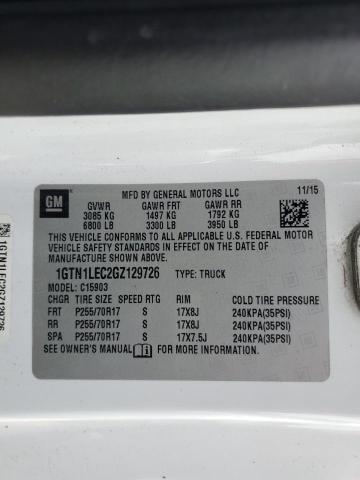 GM
MFD BY GENERAL MOTORS LLC
11/15
GVWR GAWR FRT GAWR RR
3085 KG 1497 KG 1792 KG
6800 LB 3300 LB 3950 LB
THIS VEHICLE CONFORMS TO ALL APPLICABLE U.S. FEDERAL MOTOR
VEHICLE SAFETY STANDARDS IN EFFECT ON THE DATE OF
MANUFACTURE SHOWN ABOVE.
1GTN1LEC2GZ129726 TYPE: TRUCK
MODEL: C15903
CHGR TIRE SIZE SPEED RTG RIM COLD TIRE PRESSURE
FRT P255/70R17 S 17X8J 240KPA(35PSI)
RR P255/70R17 S 17X8J 240KPA(35PSI)
SPA P255/70R17 S 17X7.5J 240KPA(35PSI)
SEE OWNER'S MANUAL FOR MORE INFORMATION.
1GTN1LEC2GZ129726